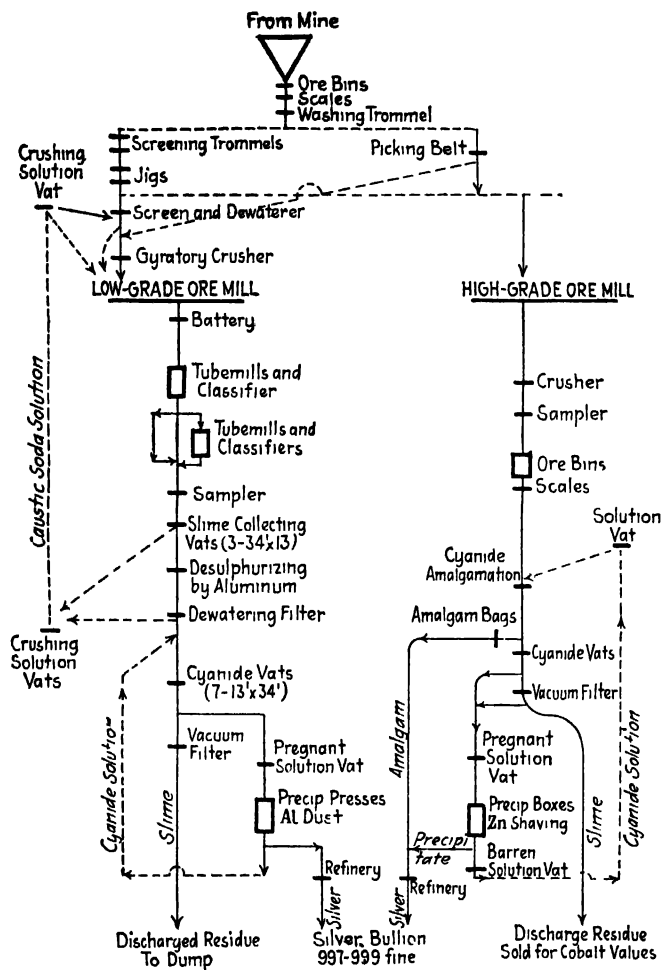 From Mine
Ore Bins
Scales
Washing Trommel
Screening Trommels
Picking Belt
Crushing
Solution
Vat
Jigs
Screen and Dewaterer
Gyratory Crusher
LOW-GRADE ORE MILL
HIGH-GRADE ORE MILL
Battery
Tubemills and
Classifier
Tubemills and
Classifiers
Sampler
Slime Collecting
Vats (3-34'x13)
Desulphurizing
by Aluminum
Dewatering Filter
Caustic Soda Solution
Crushing
Solution
Vats
Cyanide Vats
(7-13'x34')
Vacuum
Filter
Pregnant
Solution Vat
Precip Presses
Al Dust
Cyanide Solution
Slime
Refinery
Silver
Discharged Residue
To Dump
Crusher
Sampler
Ore Bins
Scales
Solution
Vat
Cyanide
Amalgamation
Amalgam Bags
Cyanide Vats
Vacuum Filter
Amalgam
Pregnant
Solution
Vat
Precip Boxes
Zn Shaving
Precipi
tate
Barren
Solution Vat
Slime
Cyanide Solution
Refinery
Silver
Silver Bullion
997-999 fine
Discharge Residue
Sold for Cobalt Values